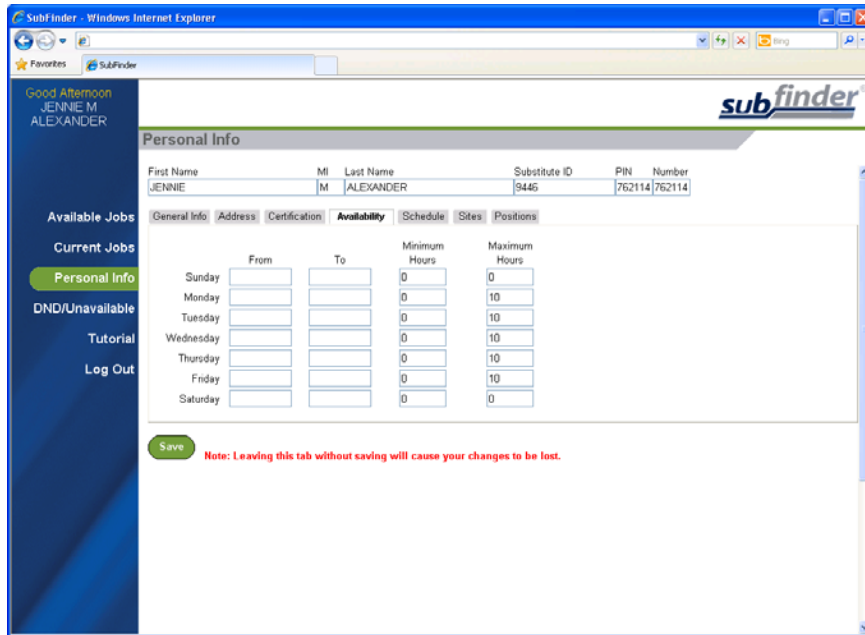 SubFinder - Windows Internet Explorer
Bing
Favorites SubFinder
Good Afternoon
JENNIE M
ALEXANDER
subfinder
Personal Info
First Name MI Last Name Substitute ID PIN Number
JENNIE M ALEXANDER 9446 762114 762114
Available Jobs
Current Jobs
Personal Info
DND/Unavailable
Tutorial
Log Out
General Info Address Certification Availability Schedule Sites Positions
Minimum Maximum
From To Hours Hours
Sunday 0 0
Monday 0 10
Tuesday 0 10
Wednesday 0 10
Thursday 0 10
Friday 0 10
Saturday 0 0
Save
Note: Leaving this tab without saving will cause your changes to be lost.